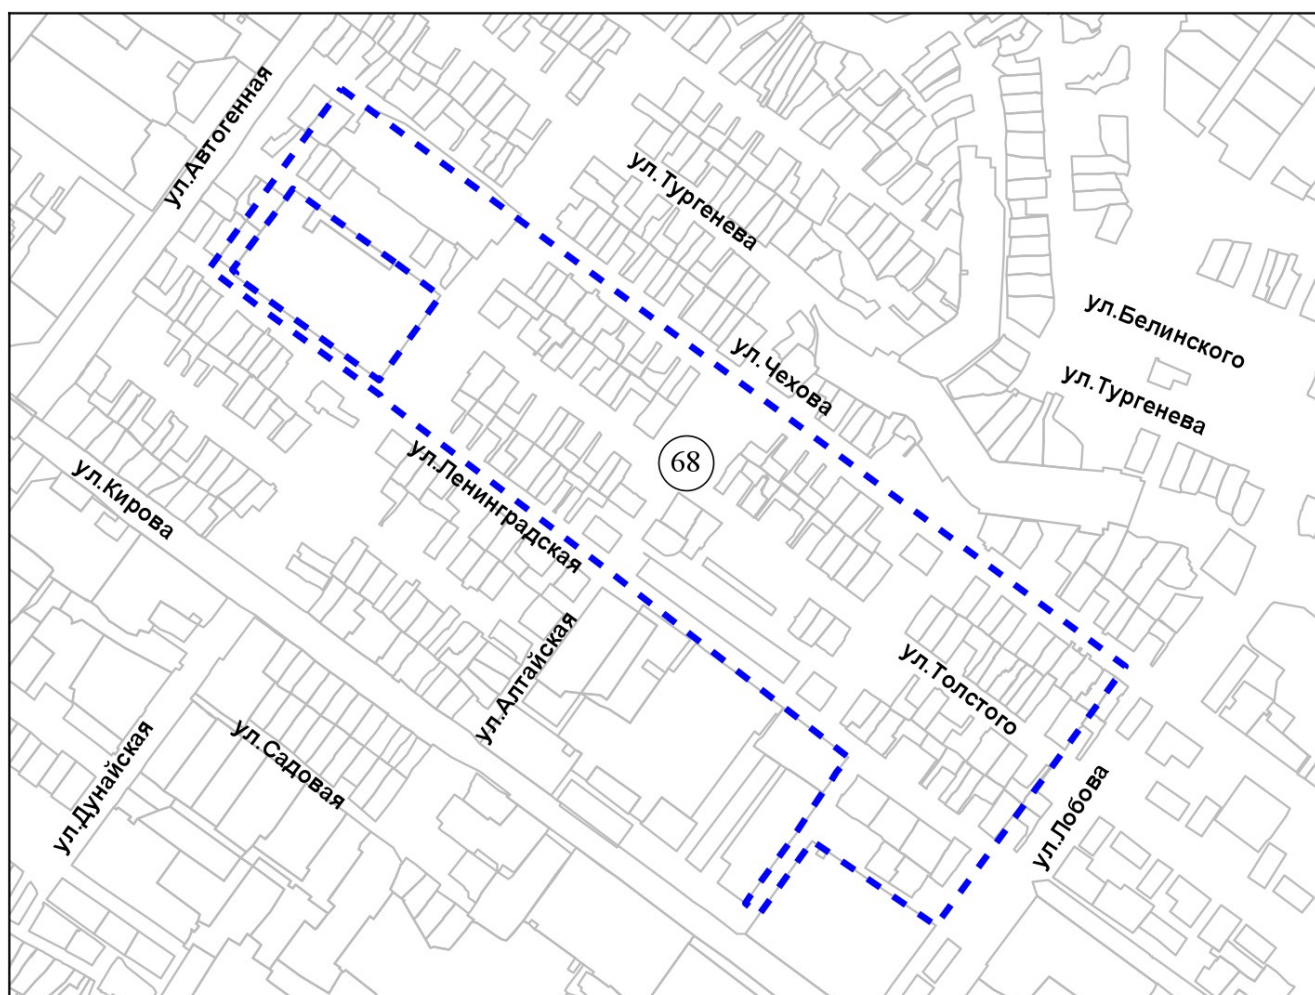 ул.Автогенная
ул.Тургенева
ул.Белинского
ул.Чехова
ул.Тургенева
ул.Ленинградская
68
ул.Кирова
ул.Алтайская
ул.Толстого
ул.Садовая
ул.Дунайская
ул.Лобова